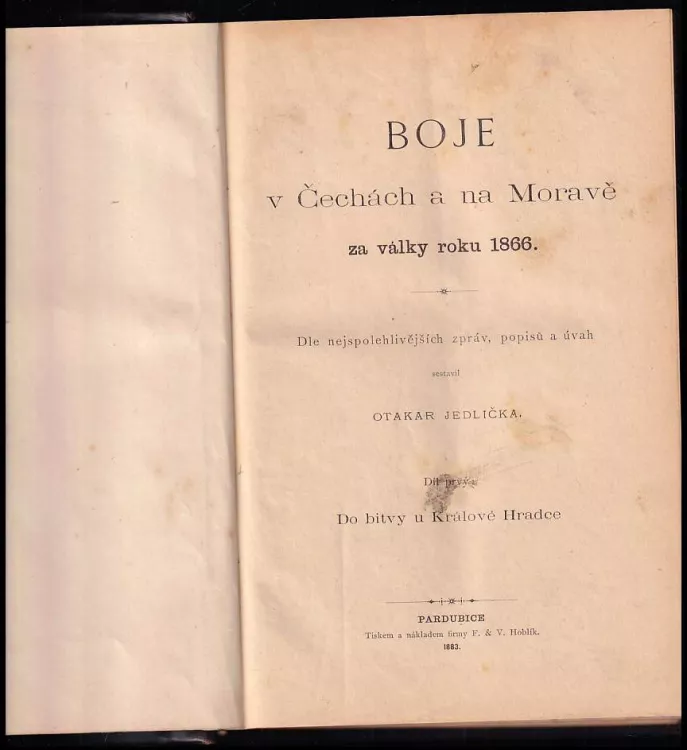 BOJE
v Čechách a na Moravě
za války roku 1866.
Dle nejspolehlivějších zpráv, popisů a úvah
sestavil
OTAKAR JEDLIČKA,
Díl prvý.
Do bitvy u Králové Hradce
PARDUBICE
Tiskem a nákladem firmy F. & V. Hoblík.
1883.